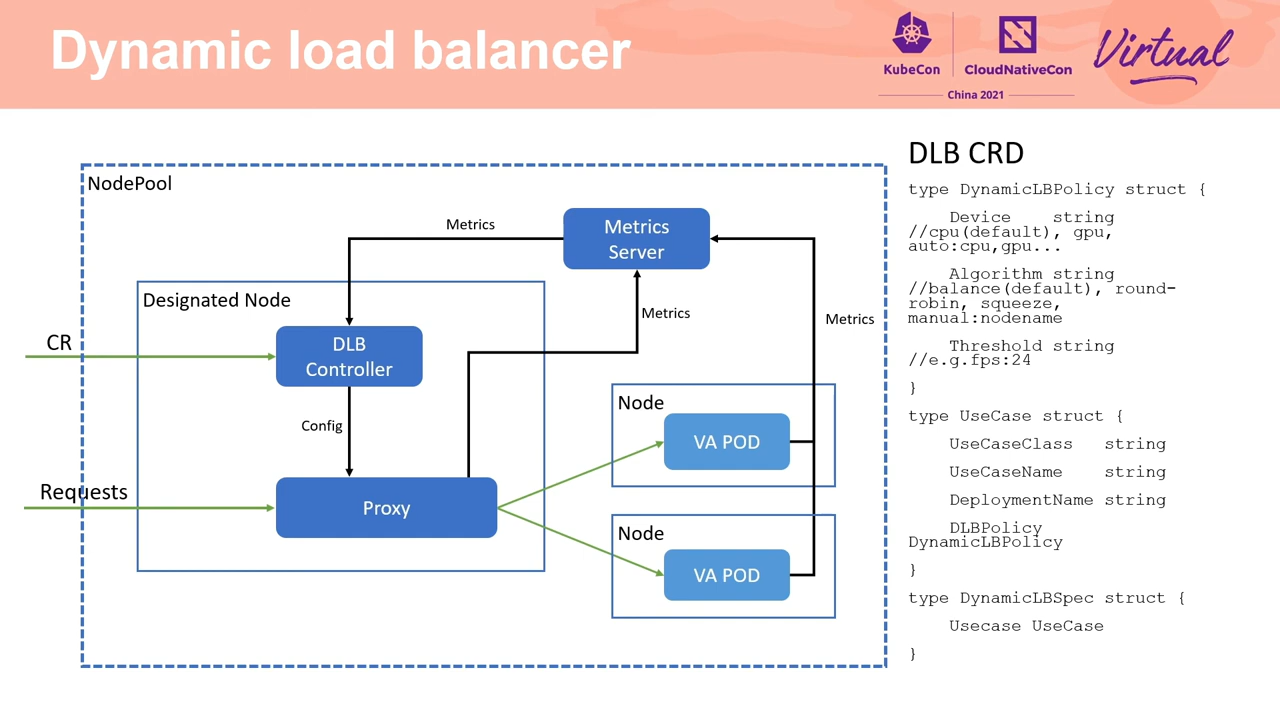 Dynamic load balancer
KubeCon
CloudNativeCon
China 2021
Virtual
NodePool
Metrics
Metrics
Server
Designated Node
Metrics
Metrics
CR
DLB
Controller
Config
Node
VA POD
Requests
Proxy
Node
VA POD
DLB CRD
type DynamicLBPolicy struct {
Device string
//cpu(default), gpu,
auto:cpu,gpu...
Algorithm string
//balance(default), round-
robin, squeeze,
manual:nodename
Threshold string
//e.g.fps:24
}
type UseCase struct {
UseCaseClass string
UseCaseName string
DeploymentName string
DLBPolicy
DynamicLBPolicy
}
type DynamicLBSpec struct {
Usecase UseCase
}